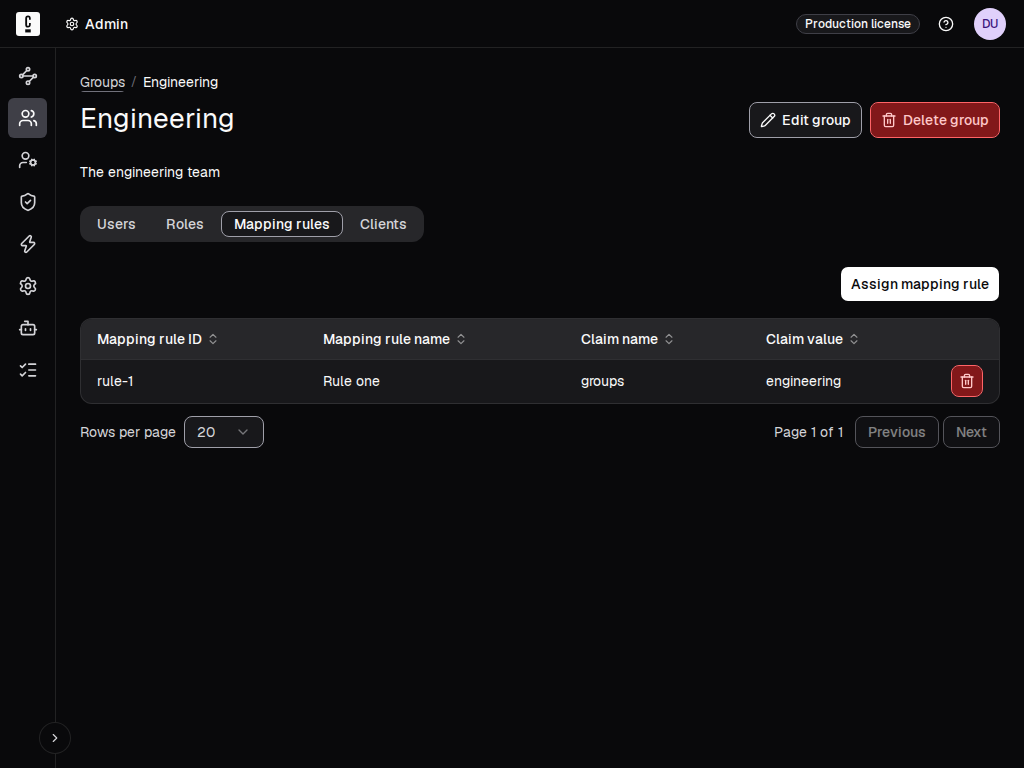 Admin
Production license
DU
Groups / Engineering
Engineering
Edit group
Delete group
The engineering team
Users Roles Mapping rules Clients
Assign mapping rule
Mapping rule ID Mapping rule name Claim name Claim value
rule-1 Rule one groups engineering
Rows per page 20 Page 1 of 1 Previous Next